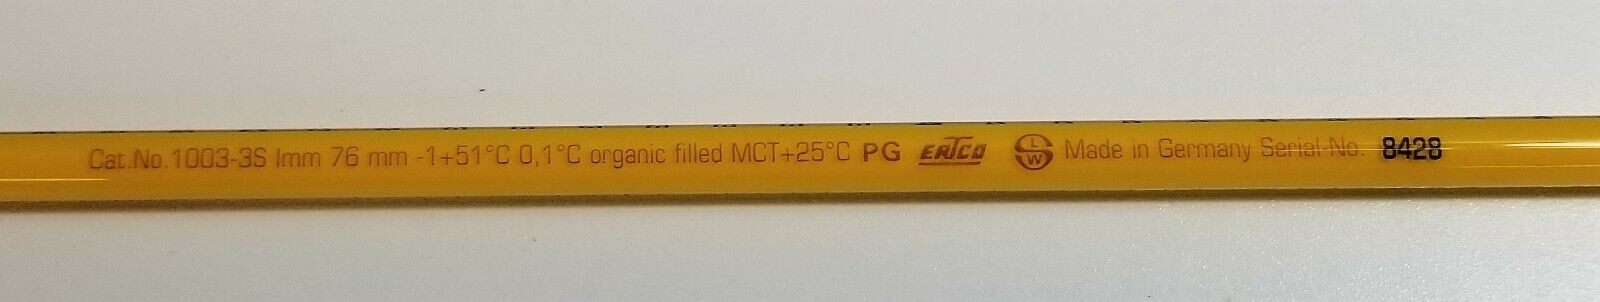 Cat.No.1003-3S Imm 76 mm -1+51°C 0,1°C organic filled MCT+25°C PG ERTCO SLW Made in Germany Serial-No. 8428